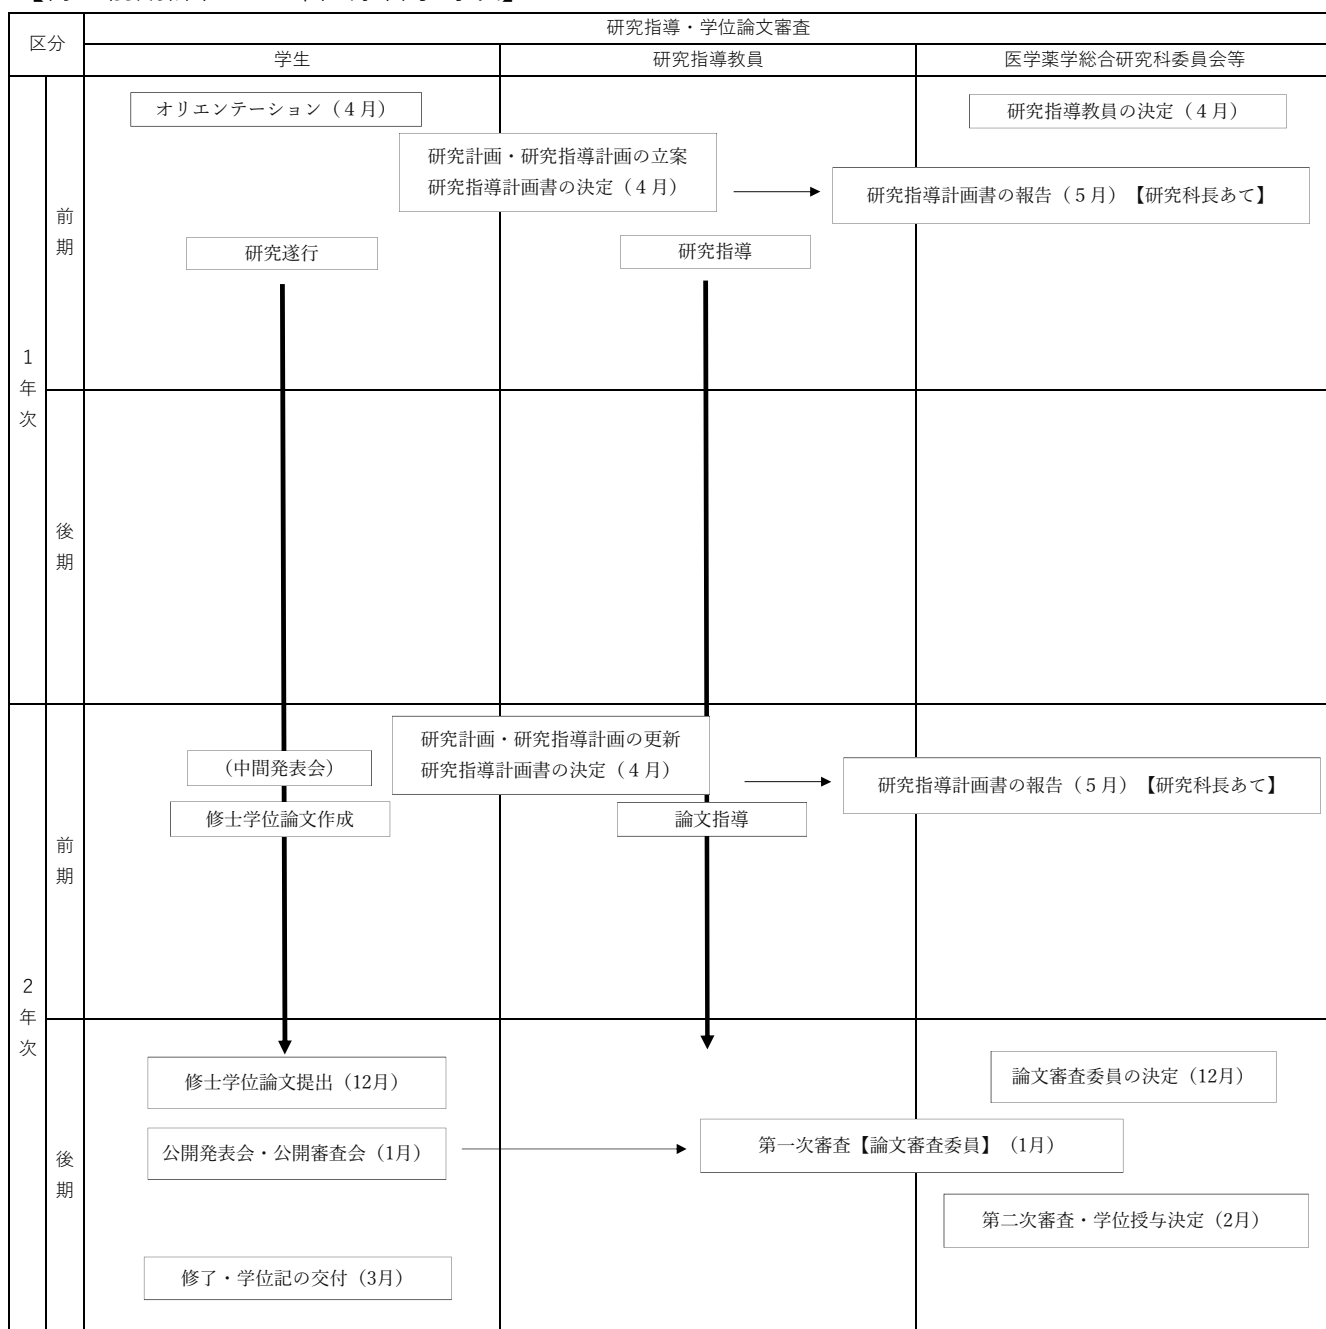 区分
研究指導・学位論文審査
学生
研究指導教員
医学薬学総合研究科委員会等
1年次
前期
オリエンテーション（４月）
研究指導教員の決定（４月）
研究計画・研究指導計画の立案
研究指導計画書の決定（４月）
研究指導計画書の報告（５月）【研究科長あて】
研究遂行
研究指導
後期
2年次
前期
研究計画・研究指導計画の更新
研究指導計画書の決定（４月）
（中間発表会）
研究指導計画書の報告（５月）【研究科長あて】
修士学位論文作成
論文指導
後期
修士学位論文提出（12月）
論文審査委員の決定（12月）
公開発表会・公開審査会（1月）
第一次審査【論文審査委員】（1月）
第二次審査・学位授与決定（2月）
修了・学位記の交付（3月）